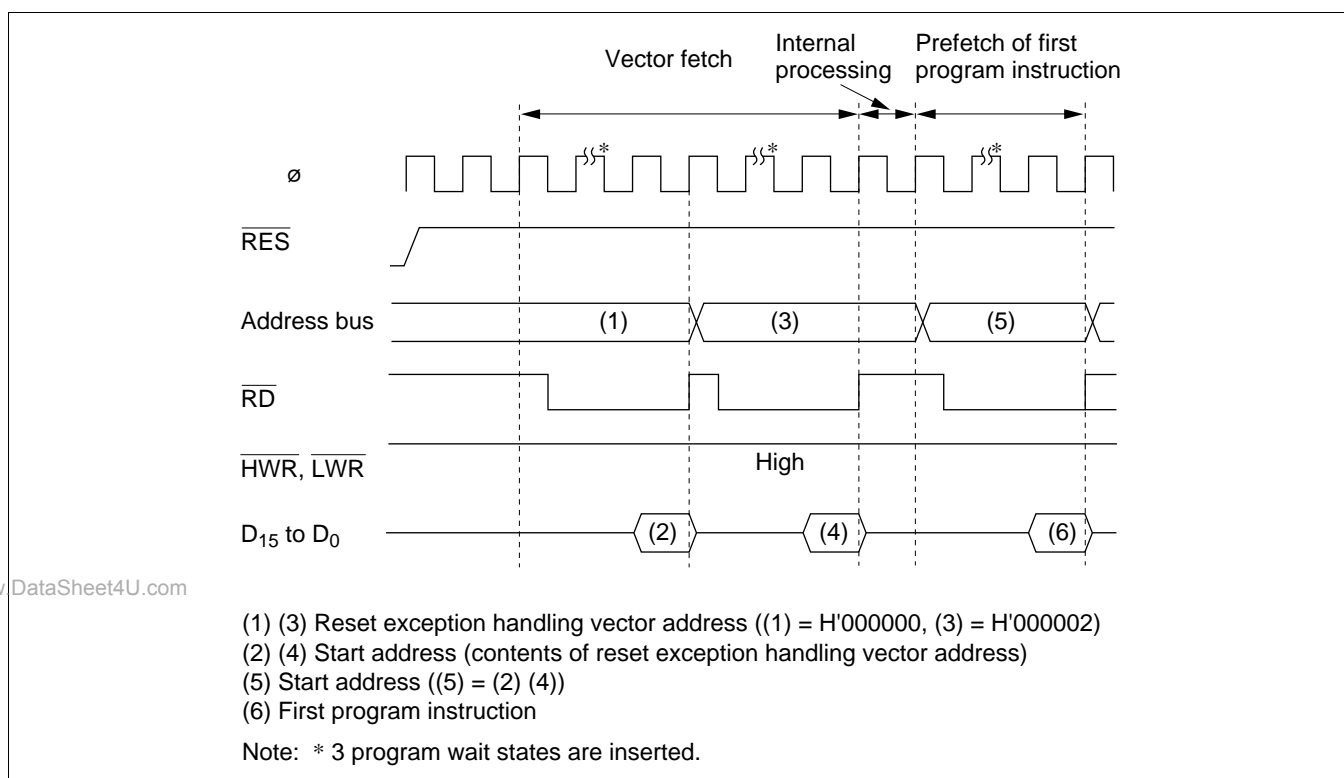 Vector fetch
Internal
processing
Prefetch of first
program instruction
*
*
*
ø
RES
Address bus
(1)
(3)
(5)
RD
HWR, LWR
High
D15 to D0
(2)
(4)
(6)
w.DataSheet4U.com
(1) (3) Reset exception handling vector address ((1) = H'000000, (3) = H'000002)
(2) (4) Start address (contents of reset exception handling vector address)
(5) Start address ((5) = (2) (4))
(6) First program instruction
Note: * 3 program wait states are inserted.